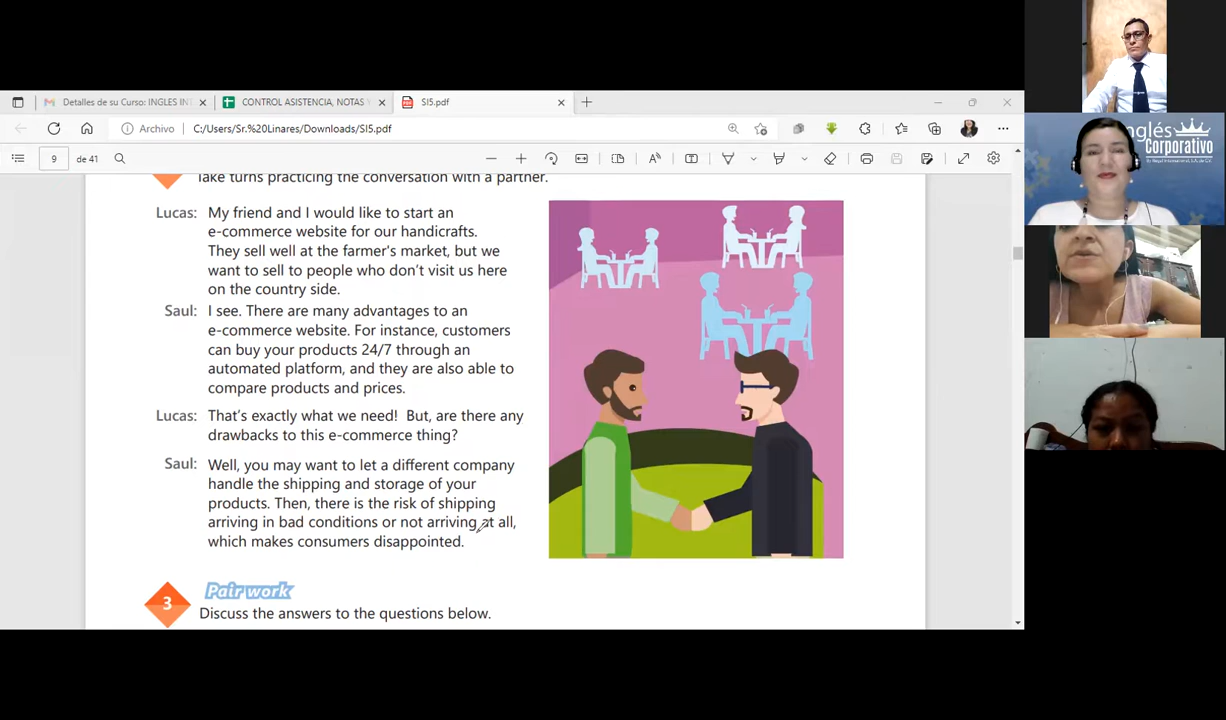 Detalles de su Curso: INGLES IN
CONTROL ASISTENCIA, NOTAS Y
SI5.pdf
Archivo
C:/Users/Sr.%20Linares/Downloads/SI5.pdf
9 de 41
Take turns practicing the conversation with a partner.
Lucas: My friend and I would like to start an
e-commerce website for our handicrafts.
They sell well at the farmer's market, but we
want to sell to people who don't visit us here
on the country side.
Saul: I see. There are many advantages to an
e-commerce website. For instance, customers
can buy your products 24/7 through an
automated platform, and they are also able to
compare products and prices.
Lucas: That's exactly what we need! But, are there any
drawbacks to this e-commerce thing?
Saul: Well, you may want to let a different company
handle the shipping and storage of your
products. Then, there is the risk of shipping
arriving in bad conditions or not arriving at all,
which makes consumers disappointed.
3 Pair work
Discuss the answers to the questions below.
Inglés
Corporativo